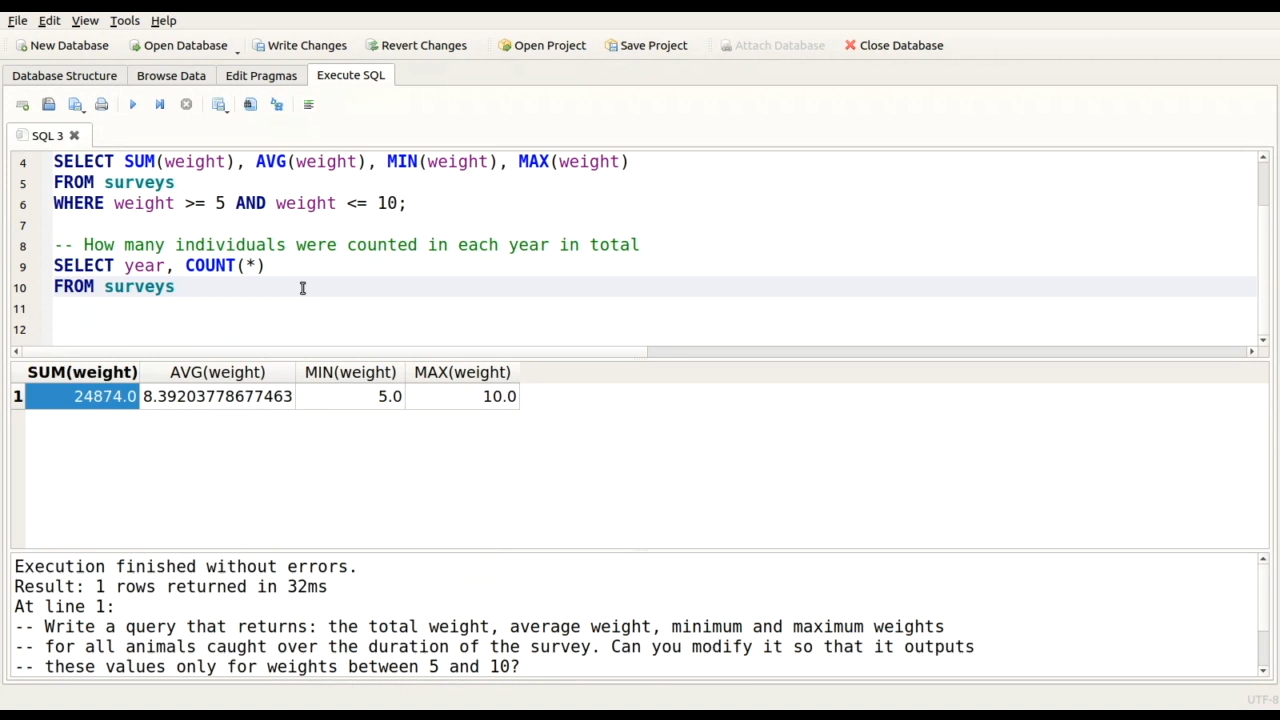 File Edit View Tools Help
New Database Open Database Write Changes Revert Changes Open Project Save Project Attach Database Close Database
Database Structure Browse Data Edit Pragmas Execute SQL
SQL 3
4 SELECT SUM(weight), AVG(weight), MIN(weight), MAX(weight)
5 FROM surveys
6 WHERE weight >= 5 AND weight <= 10;
7
8 -- How many individuals were counted in each year in total
9 SELECT year, COUNT(*)
10 FROM surveys
11
12
SUM(weight) AVG(weight) MIN(weight) MAX(weight)
1 24874.0 8.39203778677463 5.0 10.0
Execution finished without errors.
Result: 1 rows returned in 32ms
At line 1:
-- Write a query that returns: the total weight, average weight, minimum and maximum weights
-- for all animals caught over the duration of the survey. Can you modify it so that it outputs
-- these values only for weights between 5 and 10?
UTF-8